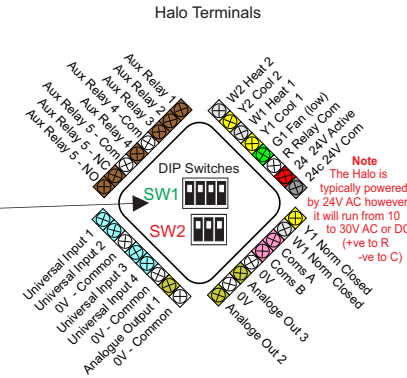 Halo Terminals
Aux Relay 1
Aux Relay 2
Aux Relay 3
Aux Relay 4 -Com
Aux Relay 4
Aux Relay 5 - Com
Aux Relay 5 - NC
Aux Relay 5 - NO
W2 Heat 2
Y2 Cool 2
W1 Heat 1
Y1 Cool 1
G1 Fan (low)
R Relay Com
24 24V Active
24c 24V Com
DIP Switches
SW1
SW2
Note
The Halo is
typically powered
by 24V AC however
it will run from 10
to 30V AC or DC
(+ve to R
-ve to C)
Universal Input 1
Universal Input 2
0V - Common
Universal Input 3
Universal Input 4
0V - Common
Analogue Output 1
0V - Common
Y1 Norm Closed
W1 Norm Closed
Coms A
Coms B
0V
Analoge Out 3
0V
Analoge Out 2